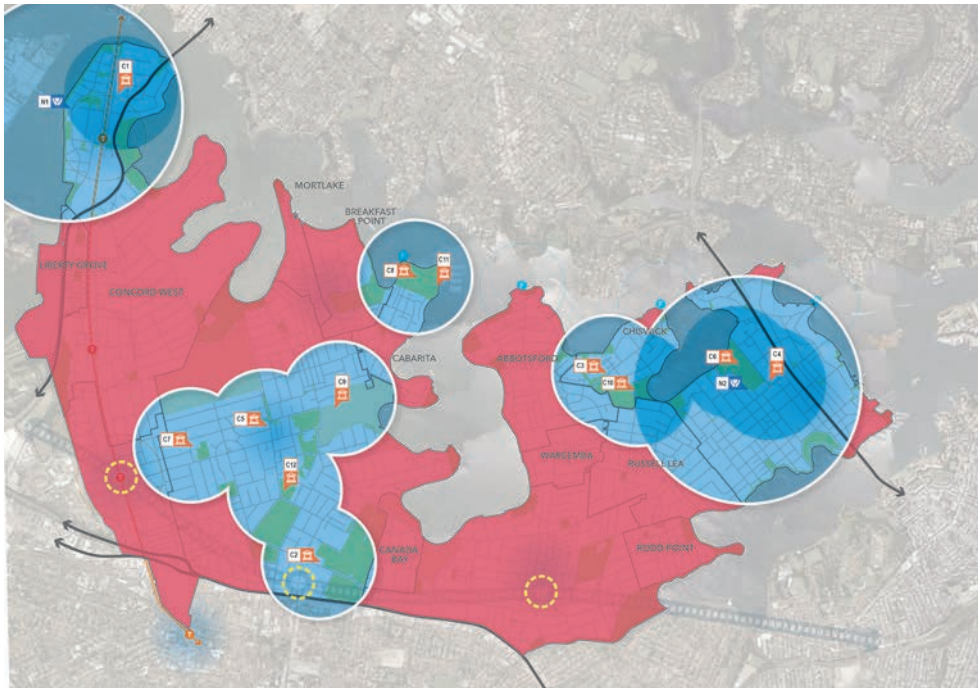 C1
N1
T
MORTLAKE
BREAKFAST
POINT
C8
C11
LIBERTY GROVE
CONCORD WEST
F
F
F
T
CHISWICK
CABARITA
ABBOTSFORD
C3
C6
C4
C10
N2
C9
C5
C7
C12
WAREEMBA
RUSSELL LEA
T
C2
CANADA
BAY
RODD POINT
T